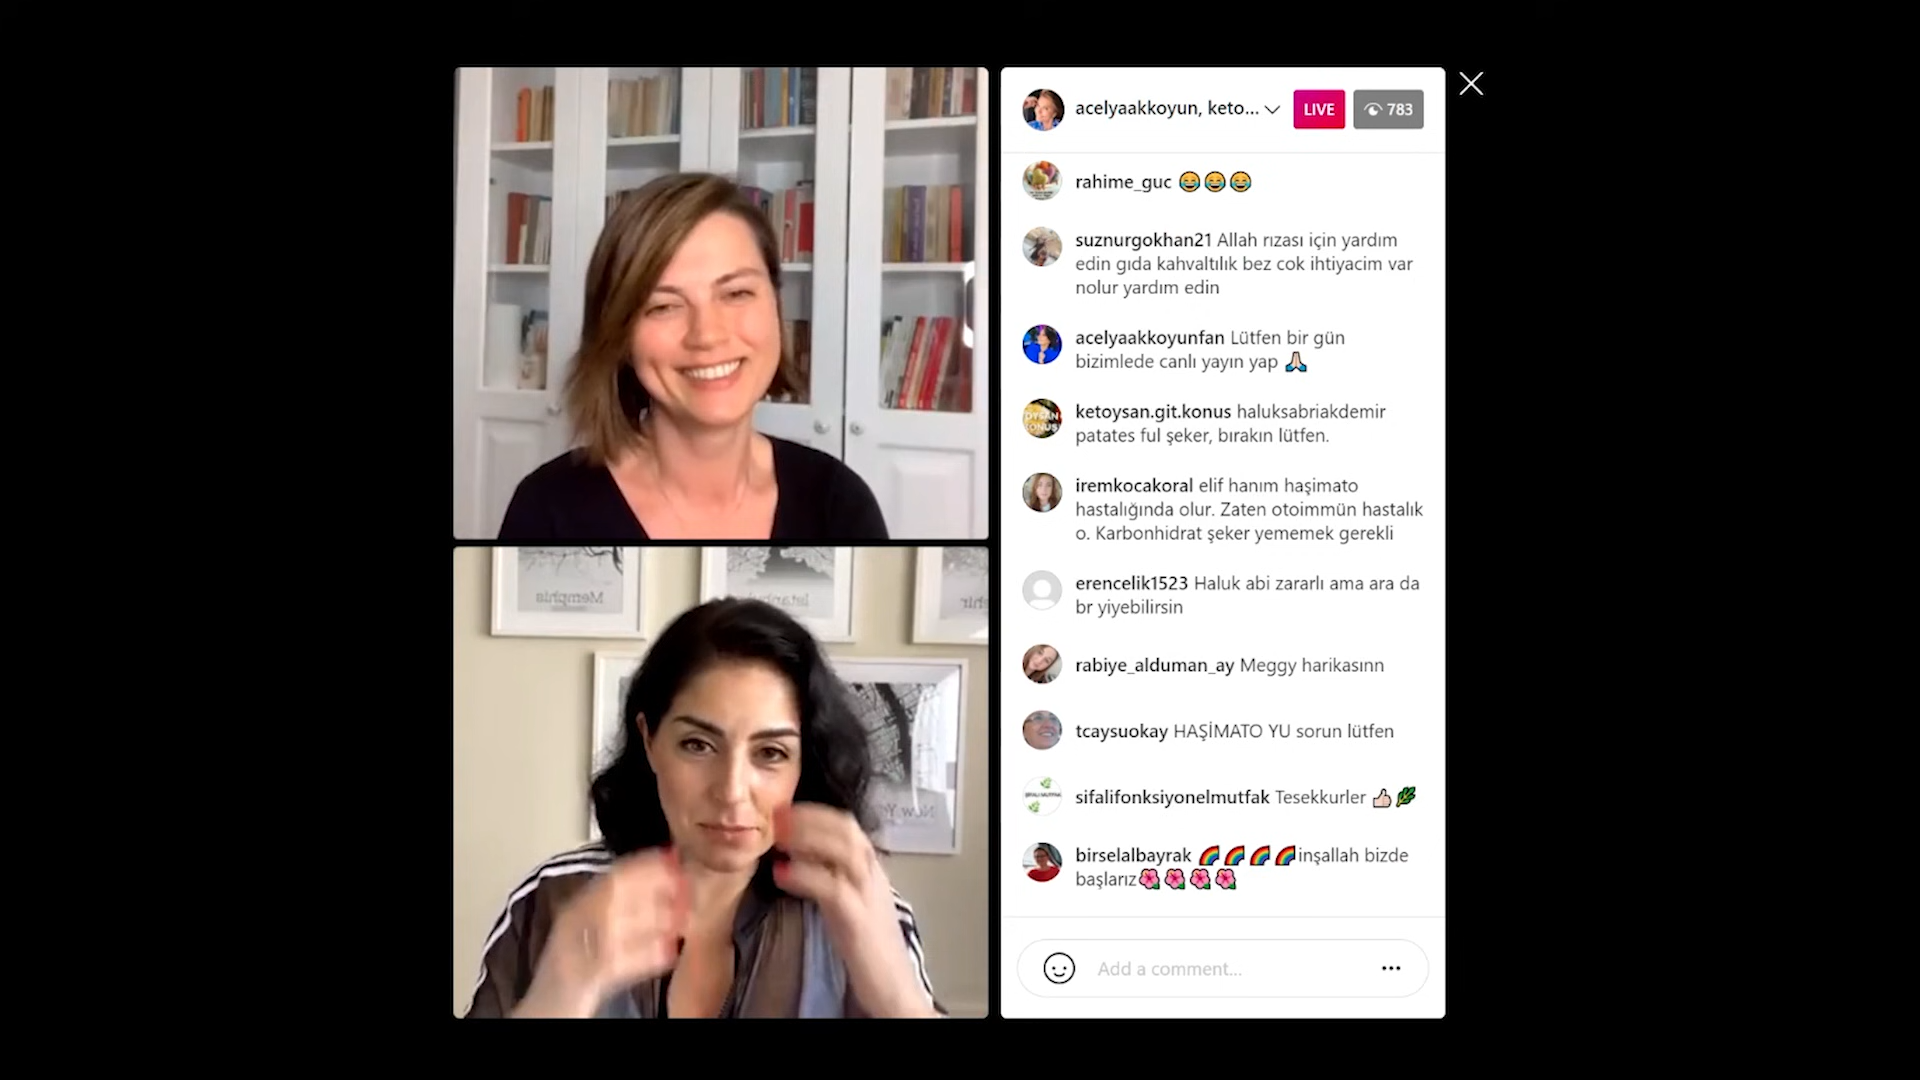 acelyaakkoyun, keto...
LIVE
783
rahime_guc 😂😂😂
suznurgokhan21 Allah rızası için yardım
edin gıda kahvaltılık bez cok ihtiyacim var
nolur yardım edin
acelyaakkoyunfan Lütfen bir gün
bizimlede canlı yayın yap 🙏🏻
ketoysan.git.konus haluksabriakdemir
patates ful şeker, bırakın lütfen.
iremkocakoral elif hanım haşimato
hastalığında olur. Zaten otoimmün hastalık
o. Karbonhidrat şeker yememek gerekli
erencelik1523 Haluk abi zararlı ama ara da
br yiyebilirsin
rabiye_alduman_ay Meggy harikasınn
tcaysuokay HAŞİMATO YU sorun lütfen
sifalifonksiyonelmutfak Tesekkurler 👍🏻🌿
birselalbayrak 🌈🌈🌈🌈inşallah bizde
başlarız🌺🌺🌺🌺
Add a comment...
Memphis
Istanbul
New Yo